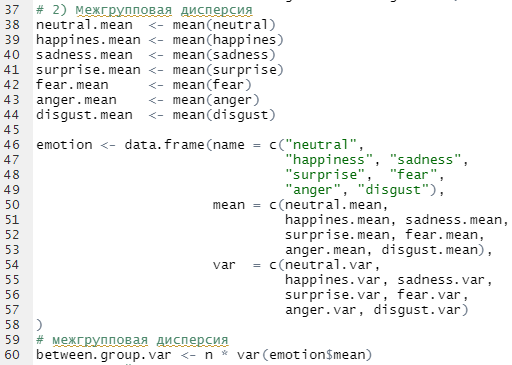 37 # 2) Межгрупповая дисперсия
38 neutral.mean  <- mean(neutral)
39 happines.mean <- mean(happines)
40 sadness.mean  <- mean(sadness)
41 surprise.mean <- mean(surprise)
42 fear.mean     <- mean(fear)
43 anger.mean    <- mean(anger)
44 disgust.mean  <- mean(disgust)
45
46 emotion <- data.frame(name = c("neutral",
47                                "happiness", "sadness",
48                                "surprise",  "fear",
49                                "anger", "disgust"),
50                       mean = c(neutral.mean,
51                                happines.mean, sadness.mean,
52                                surprise.mean, fear.mean,
53                                anger.mean, disgust.mean),
54                       var  = c(neutral.var,
55                                happines.var, sadness.var,
56                                surprise.var, fear.var,
57                                anger.var, disgust.var)
58 )
59 # межгрупповая дисперсия
60 between.group.var <- n * var(emotion$mean)